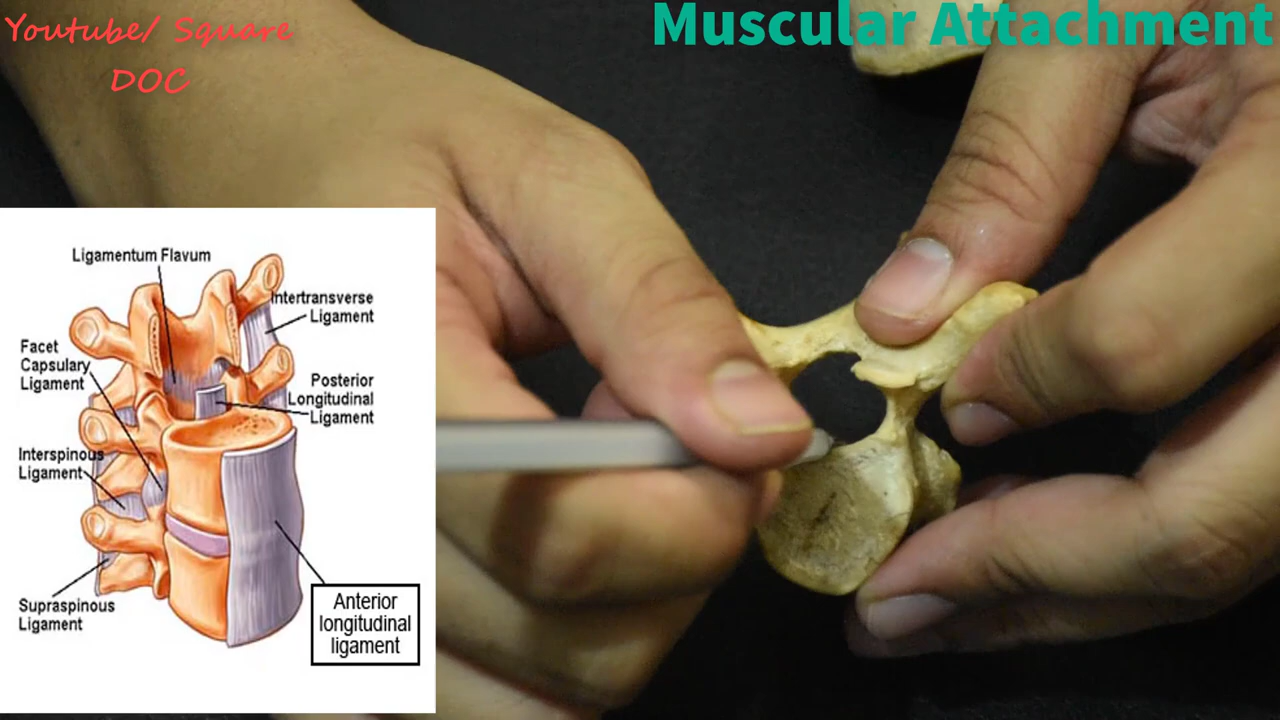 Youtube/ Square
DOC
Muscular Attachment
Ligamentum Flavum
Intertransverse
Ligament
Facet
Capsulary
Ligament
Posterior
Longitudinal
Ligament
Interspinous
Ligament
Supraspinous
Ligament
Anterior
longitudinal
ligament